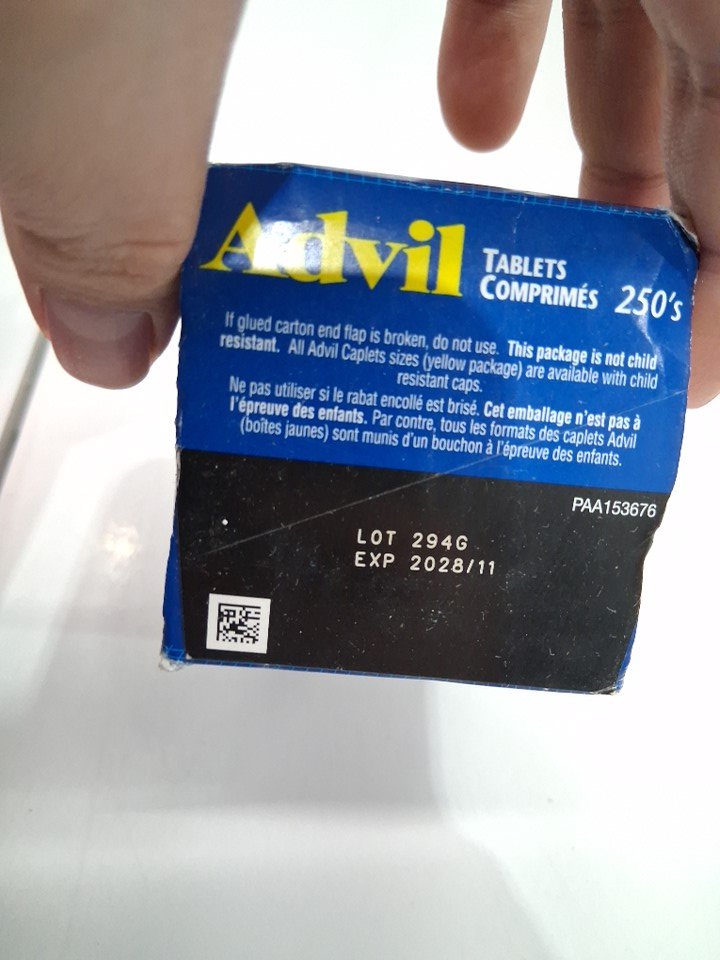 Advil TABLETS
COMPRIMÉS 250's
If glued carton end flap is broken, do not use. This package is not child
resistant. All Advil Caplets sizes (yellow package) are available with child
resistant caps.
Ne pas utiliser si le rabat encollé est brisé. Cet emballage n'est pas à
l'épreuve des enfants. Par contre, tous les formats des caplets Advil
(boîtes jaunes) sont munis d'un bouchon à l'épreuve des enfants.
PAA153676
LOT 294G
EXP 2028/11